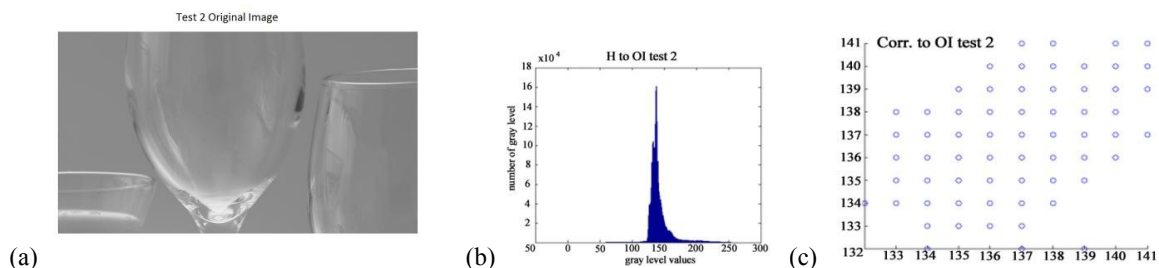 Test 2 Original Image
(a)
H to OI test 2
×10 4
18
16
14
12
10
8
6
4
2
number of gray level
50 0 50 100 150 200 250 300
gray level values
(b)
Corr. to OI test 2
141
140
139
138
137
136
135
134
133
132
132 133 134 135 136 137 138 139 140 141
(c)